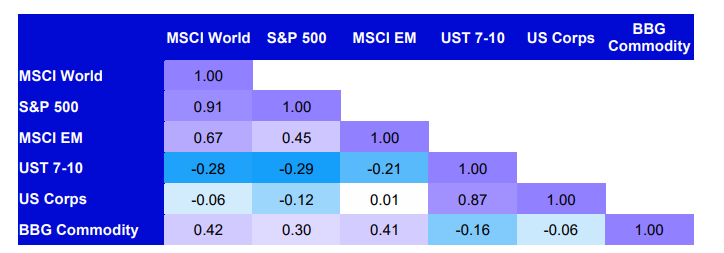 MSCI World S&P 500 MSCI EM UST 7-10 US Corps BBG Commodity
MSCI World 1.00
S&P 500 0.91 1.00
MSCI EM 0.67 0.45 1.00
UST 7-10 -0.28 -0.29 -0.21 1.00
US Corps -0.06 -0.12 0.01 0.87 1.00
BBG Commodity 0.42 0.30 0.41 -0.16 -0.06 1.00